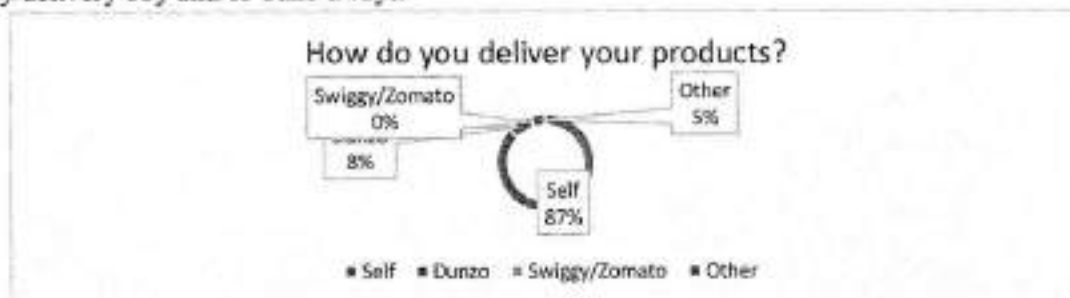 How do you deliver your products?
Swiggy/Zomato
0%
Other
5%
Dunzo
8%
Self
87%
Self Dunzo Swiggy/Zomato Other